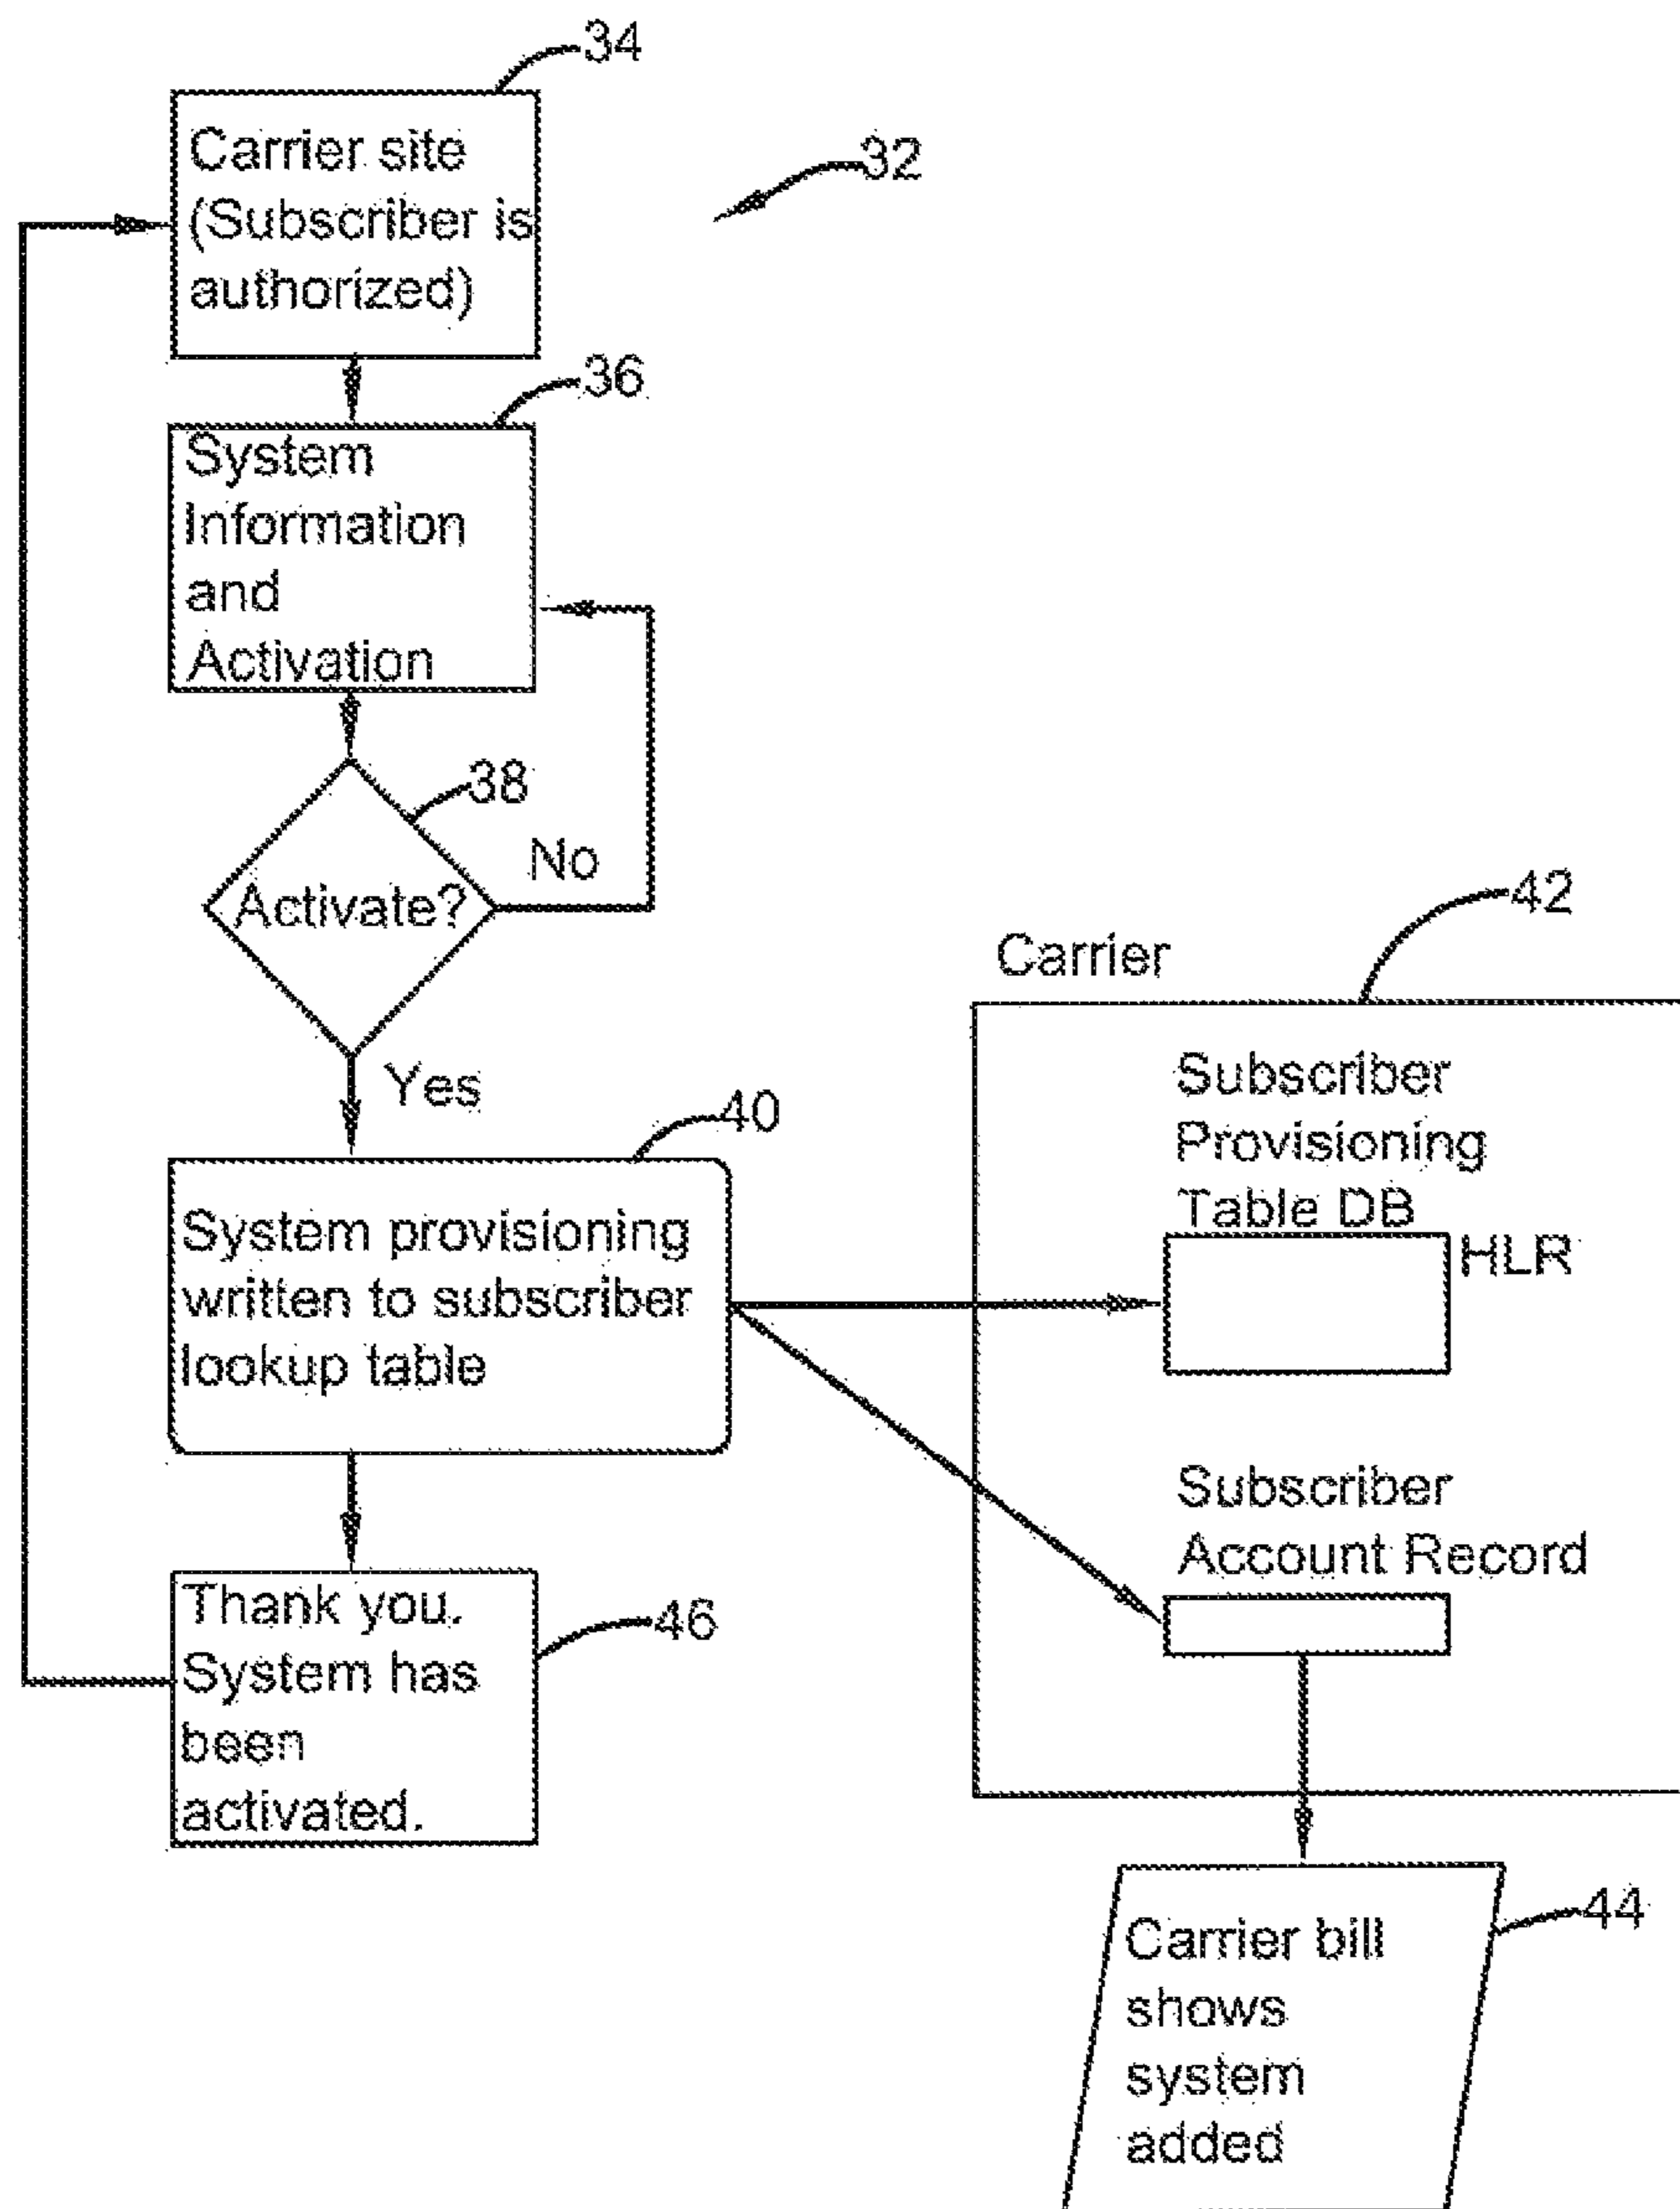 34
Carrier site
(Subscriber is
authorized)
32
36
System
Information
and
Activation
38
No
Activate?
Yes
40
System provisioning
written to subscriber
lookup table
42
Carrier
Subscriber
Provisioning
Table DB
HLR
Subscriber
Account Record
46
Thank you.
System has
been
activated.
44
Carrier bill
shows
system
added